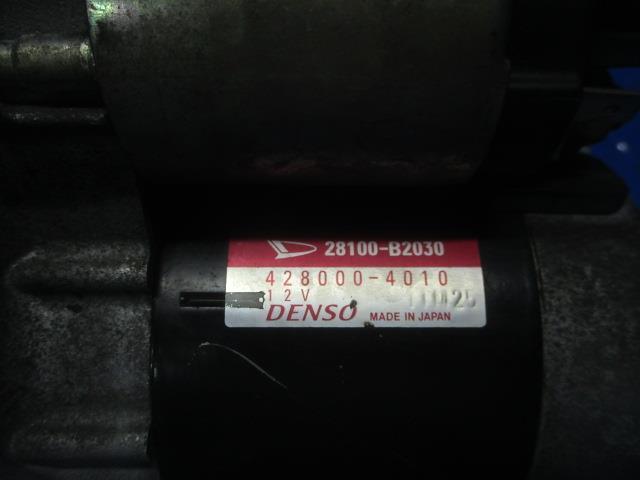 28100-B2030
428000-4010
12V
DENSO MADE IN JAPAN